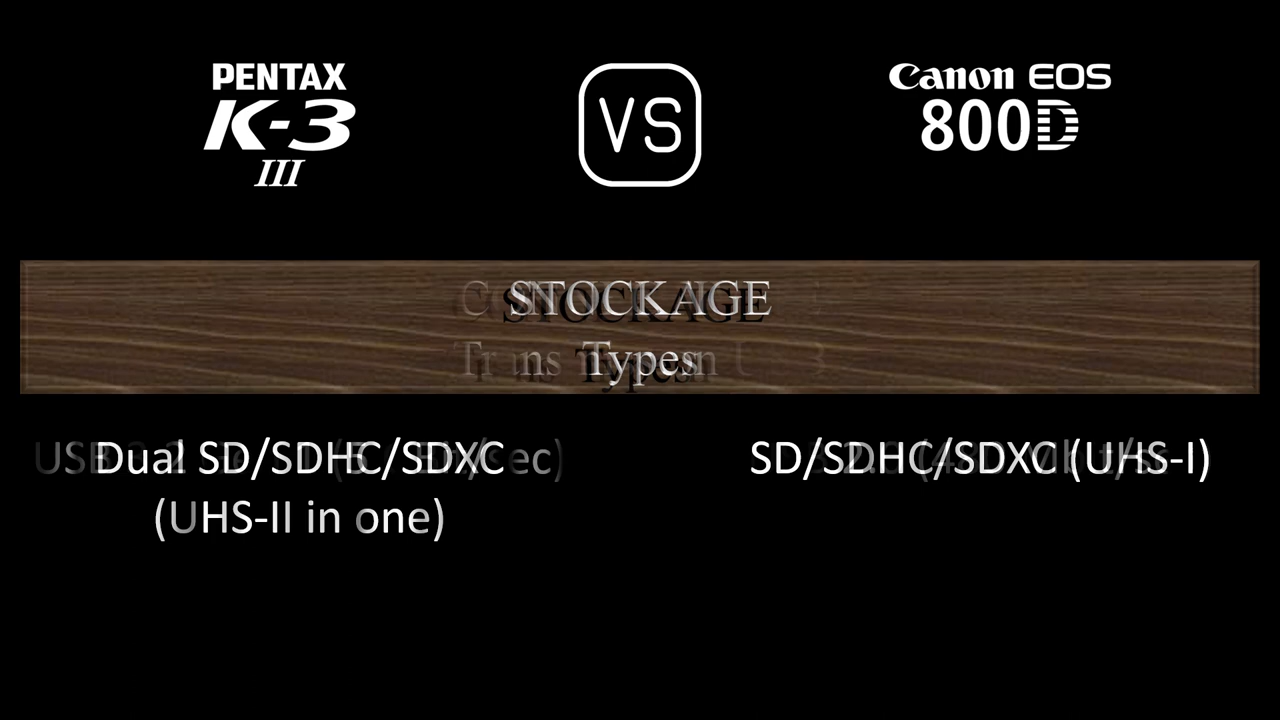 PENTAX
K-3
III
VS
Canon EOS
800D
STOCKAGE
Types
Dual SD/SDHC/SDXC
(UHS-II in one)
SD/SDHC/SDXC (UHS-I)